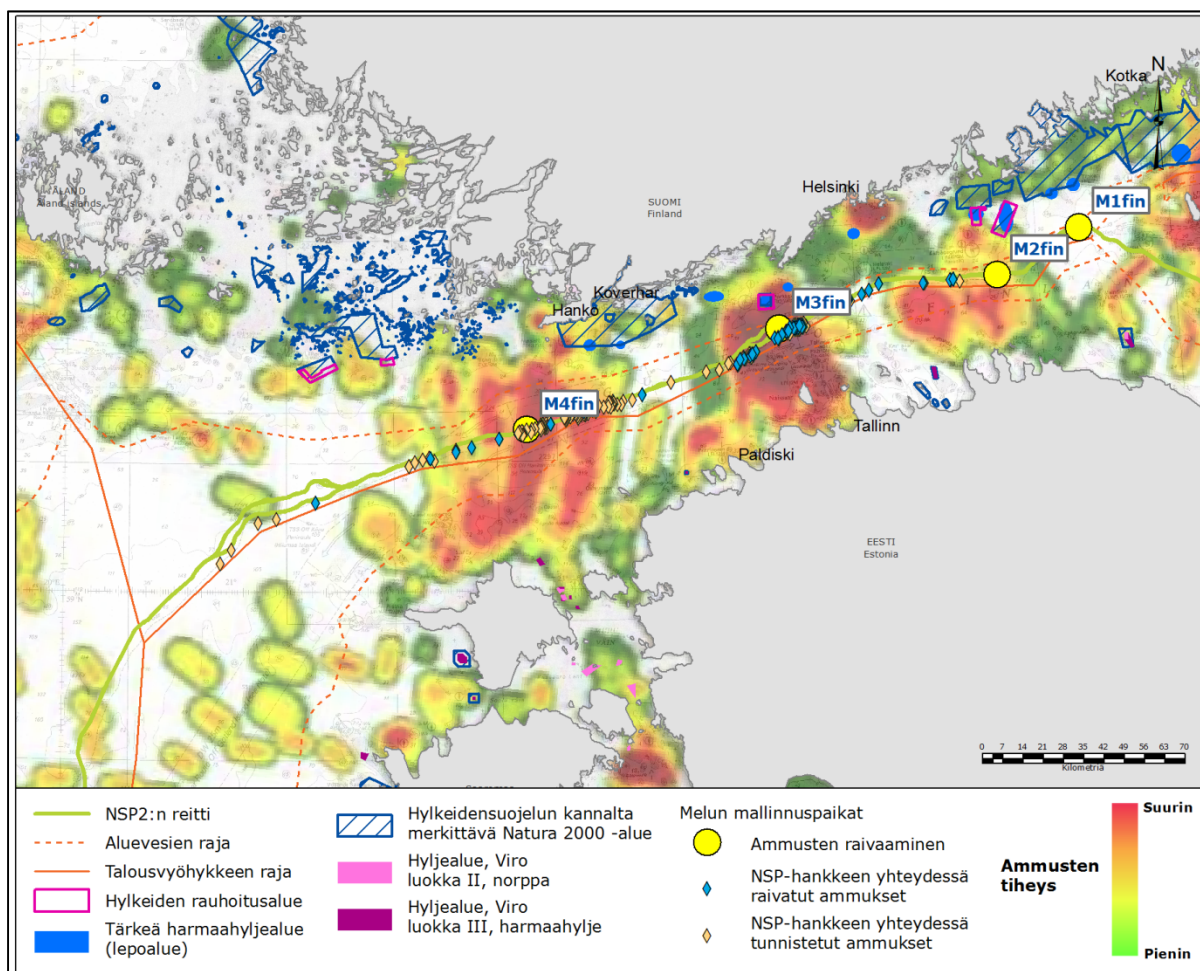 Kotka
N
ÅLAND
Åland Islands
Helsinki
SUOMI
Finland
M1fin
M2fin
Hanko
Koverhar
M3fin
M4fin
Tallinn
Paldiski
EESTI
Estonia
0 7 14 21 28 35 42 49 56 63 70
Kilometriä
NSP2:n reitti
Aluevesien raja
Talousvyöhykkeen raja
Hylkeiden rauhoitusalue
Tärkeä harmaahyljealue
(lepoalue)
Hylkeidensuojelun kannalta
merkittävä Natura 2000 -alue
Hyljealue, Viro
luokka II, norppa
Hyljealue, Viro
luokka III, harmaahylje
Melun mallinnuspaikat
Ammusten raivaaminen
NSP-hankkeen yhteydessä
raivatut ammukset
NSP-hankkeen yhteydessä
tunnistetut ammukset
Ammusten
tiheys
Suurin
Pienin